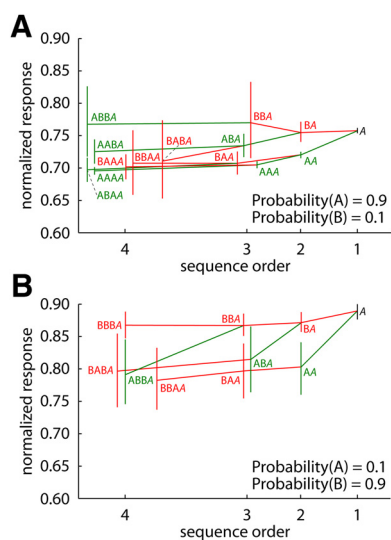 A
0.90
0.85
0.80
0.75
0.70
0.65
0.60
normalized response
ABBA
AABA
BAAA
AAAA
ABAA
BBAA
BABA
BBA
ABA
BAA
AAA
BA
AA
A
Probability(A) = 0.9
Probability(B) = 0.1
4
3
2
1
sequence order
B
0.90
0.85
0.80
0.75
0.70
0.65
0.60
normalized response
BBBA
BABA
ABBA
BBAA
BBA
ABA
BAA
BA
AA
A
Probability(A) = 0.1
Probability(B) = 0.9
4
3
2
1
sequence order